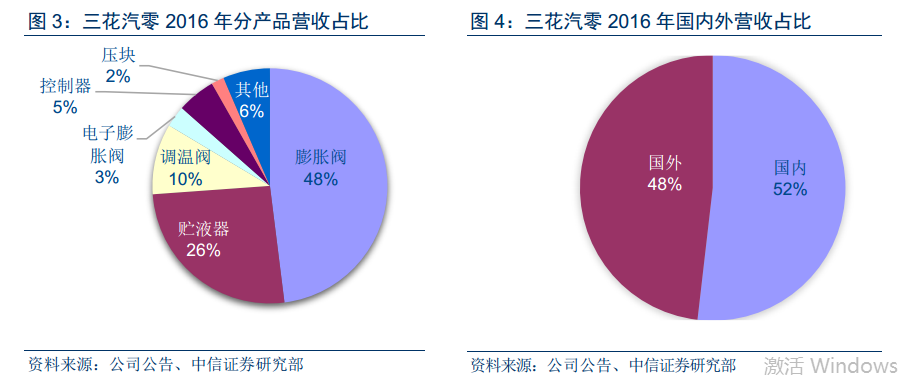 图 3：三花汽零 2016 年分产品营收占比
压块
2%
控制器
5%
电子膨
胀阀
3%
其他
6%
调温阀
10%
膨胀阀
48%
贮液器
26%
资料来源：公司公告、中信证券研究部
图 4：三花汽零 2016 年国内外营收占比
国外
48%
国内
52%
资料来源：公司公告、中信证券研究部
激活 Windows